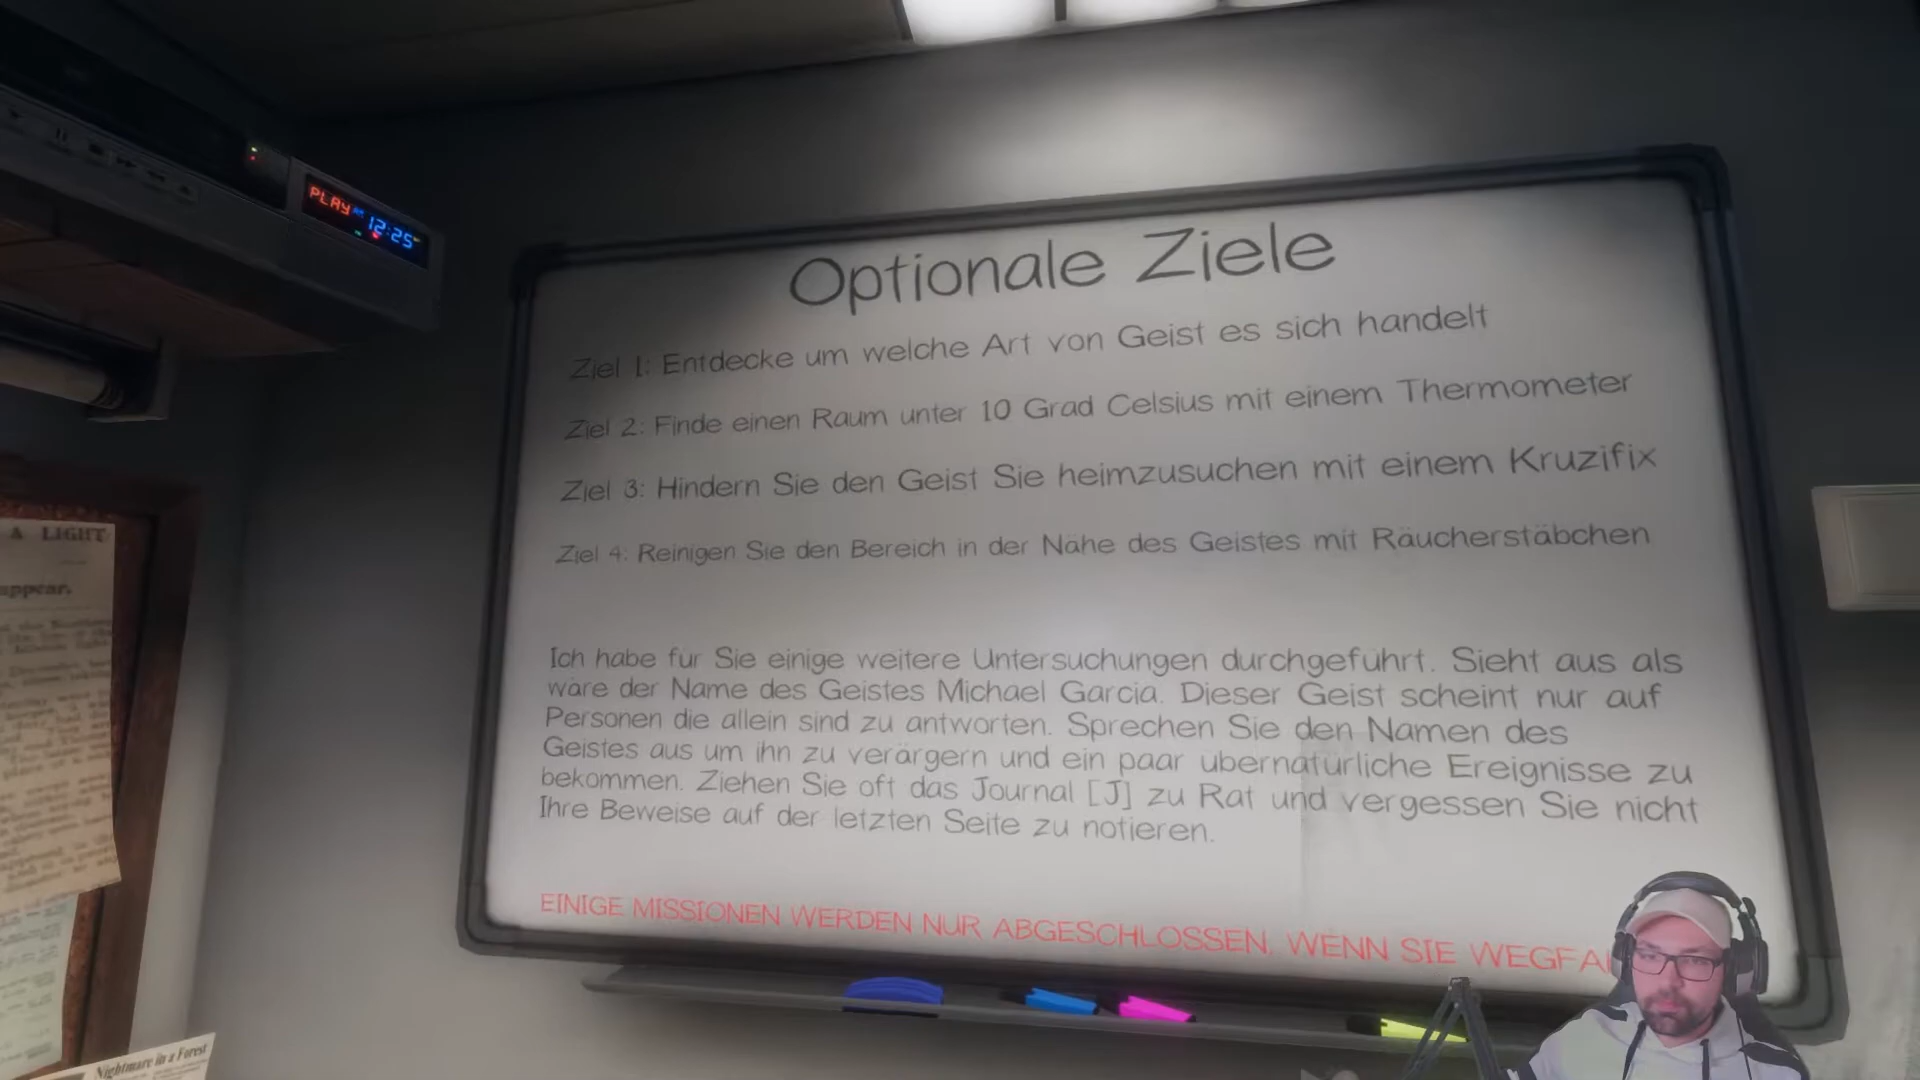 PLAY 12:25
Optionale Ziele
Ziel 1: Entdecke um welche Art von Geist es sich handelt
Ziel 2: Finde einen Raum unter 10 Grad Celsius mit einem Thermometer
Ziel 3: Hindern Sie den Geist Sie heimzusuchen mit einem Kruzifix
Ziel 4: Reinigen Sie den Bereich in der Nähe des Geistes mit Räucherstäbchen
Ich habe für Sie einige weitere Untersuchungen durchgeführt. Sieht aus als
wäre der Name des Geistes Michael Garcia. Dieser Geist scheint nur auf
Personen die allein sind zu antworten. Sprechen Sie den Namen des
Geistes aus um ihn zu verärgern und ein paar übernatürliche Ereignisse zu
bekommen. Ziehen Sie oft das Journal [J] zu Rat und vergessen Sie nicht
Ihre Beweise auf der letzten Seite zu notieren.
EINIGE MISSIONEN WERDEN NUR ABGESCHLOSSEN, WENN SIE WEGFA
A LIGHT
appear.
Nightmare in a Forest